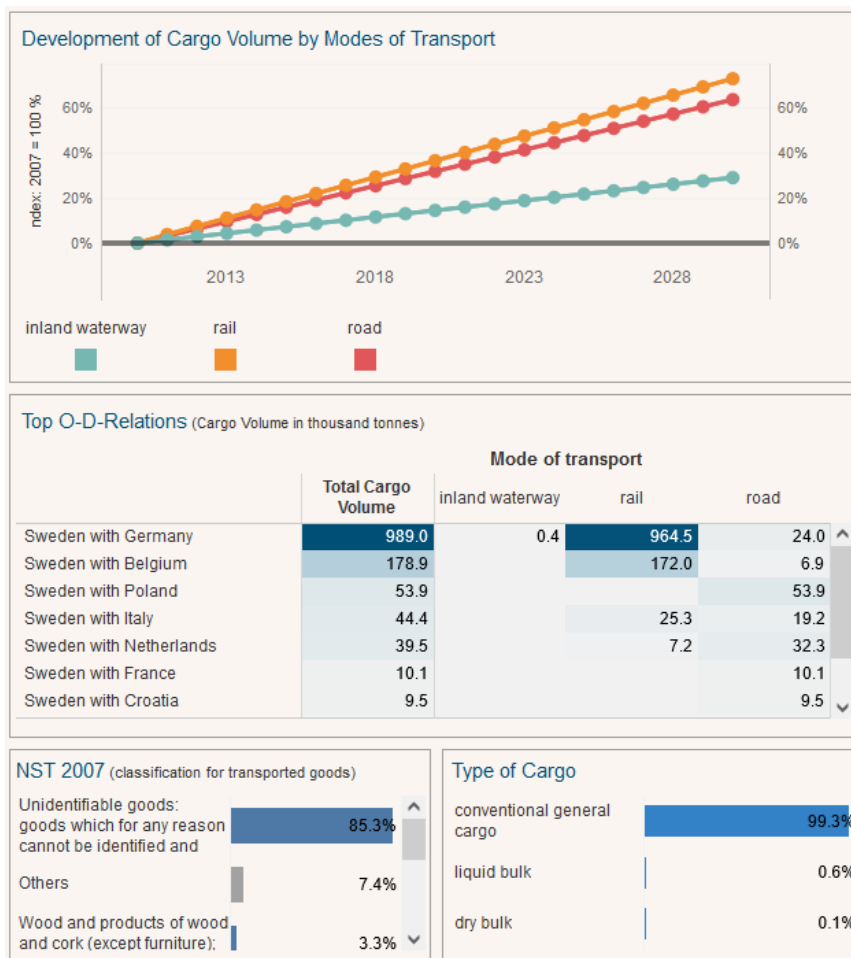 Development of Cargo Volume by Modes of Transport
ndex: 2007 = 100 %
60%
40%
20%
0%
60%
40%
20%
0%
2013 2018 2023 2028
inland waterway rail road
Top O-D-Relations (Cargo Volume in thousand tonnes)
Mode of transport
Total Cargo
Volume
inland waterway rail road
Sweden with Germany 989.0 0.4 964.5 24.0
Sweden with Belgium 178.9 172.0 6.9
Sweden with Poland 53.9 53.9
Sweden with Italy 44.4 25.3 19.2
Sweden with Netherlands 39.5 7.2 32.3
Sweden with France 10.1 10.1
Sweden with Croatia 9.5 9.5
NST 2007 (classification for transported goods)
Unidentifiable goods:
goods which for any reason
cannot be identified and
85.3%
Others 7.4%
Wood and products of wood
and cork (except furniture);
3.3%
Type of Cargo
conventional general
cargo
99.3%
liquid bulk 0.6%
dry bulk 0.1%